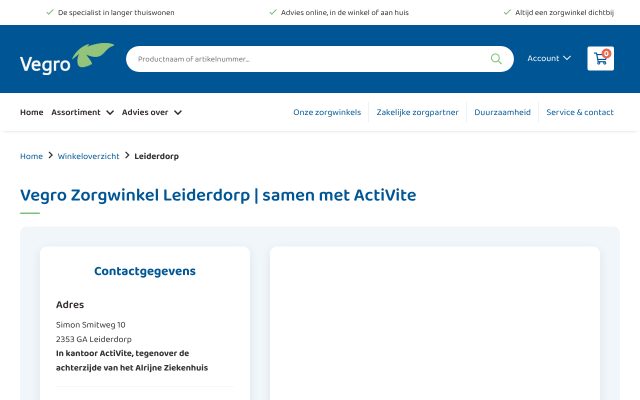 De specialist in langer thuiswonen
Advies online, in de winkel of aan huis
Altijd een zorgwinkel dichtbij
Vegro
Productnaam of artikelnummer...
Account
0
Home
Assortiment
Advies over
Onze zorgwinkels
Zakelijke zorgpartner
Duurzaamheid
Service & contact
Home
Winkeloverzicht
Leiderdorp
Vegro Zorgwinkel Leiderdorp | samen met ActiVite
Contactgegevens
Adres
Simon Smitweg 10
2353 GA Leiderdorp
In kantoor ActiVite, tegenover de
achterzijde van het Alrijne Ziekenhuis